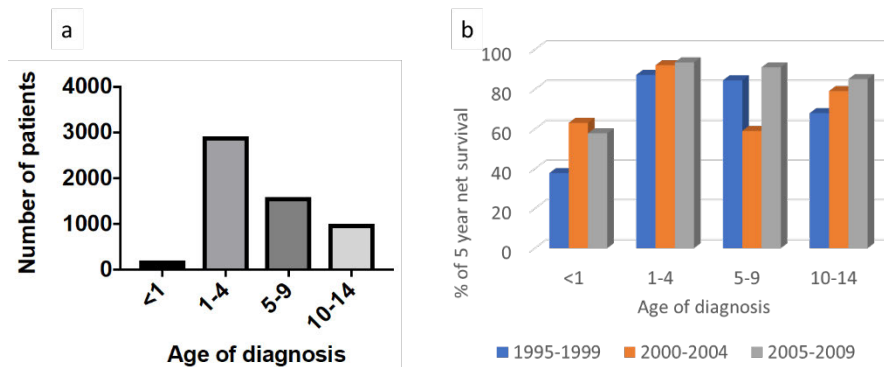 a
4000
3000
2000
1000
0
Number of patients
<1
1-4
5-9
10-14
Age of diagnosis
b
100
80
60
40
20
0
% of 5 year net survival
<1 1-4 5-9 10-14
Age of diagnosis
1995-1999 2000-2004 2005-2009